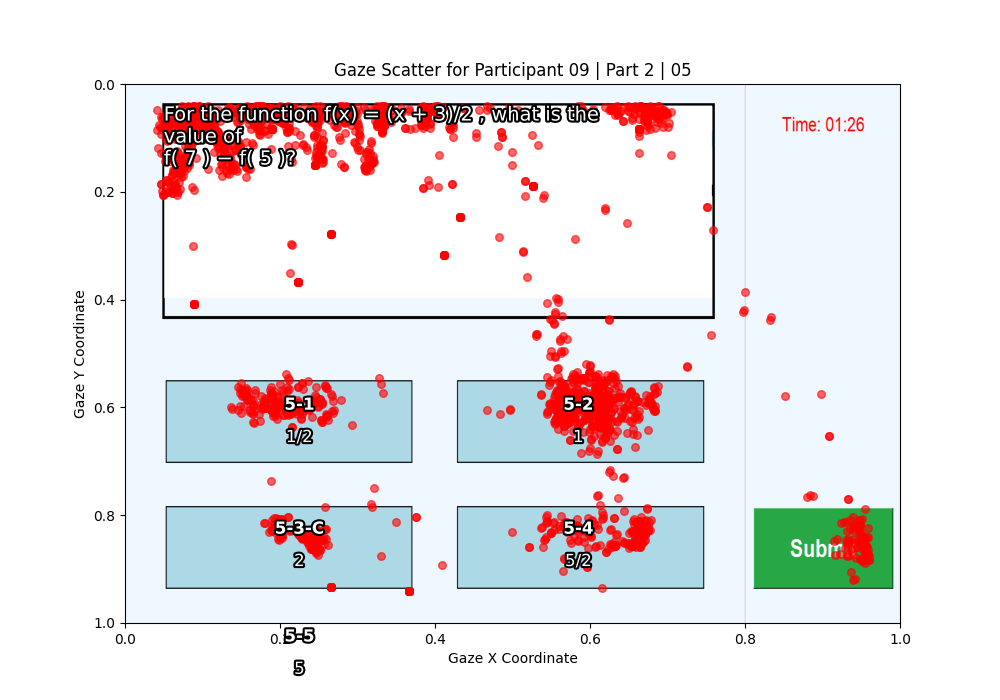 Gaze Scatter for Participant 09 | Part 2 | 05
0.0
For the function f(x) = (x + 3)/2 , what is the
value of
f( 7 ) − f( 5 )?
Time: 01:26
0.2
0.4
Gaze Y Coordinate
5-1
1/2
5-2
1
0.6
5-3-C
2
5-4
5/2
0.8
Submit
1.0
0.0
0.2
0.4
0.6
0.8
1.0
5-5
5
Gaze X Coordinate